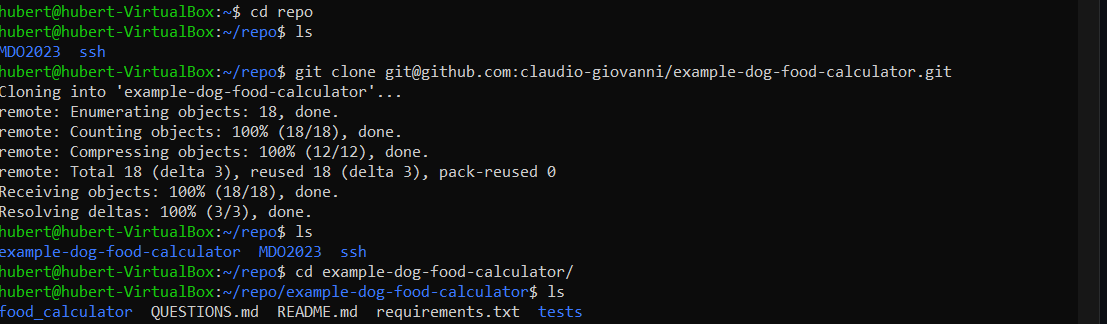 hubert@hubert-VirtualBox:~$ cd repo
hubert@hubert-VirtualBox:~/repo$ ls
MDO2023  ssh
hubert@hubert-VirtualBox:~/repo$ git clone git@github.com:claudio-giovanni/example-dog-food-calculator.git
Cloning into 'example-dog-food-calculator'...
remote: Enumerating objects: 18, done.
remote: Counting objects: 100% (18/18), done.
remote: Compressing objects: 100% (12/12), done.
remote: Total 18 (delta 3), reused 18 (delta 3), pack-reused 0
Receiving objects: 100% (18/18), done.
Resolving deltas: 100% (3/3), done.
hubert@hubert-VirtualBox:~/repo$ ls
example-dog-food-calculator  MDO2023  ssh
hubert@hubert-VirtualBox:~/repo$ cd example-dog-food-calculator/
hubert@hubert-VirtualBox:~/repo/example-dog-food-calculator$ ls
food_calculator  QUESTIONS.md  README.md  requirements.txt  tests